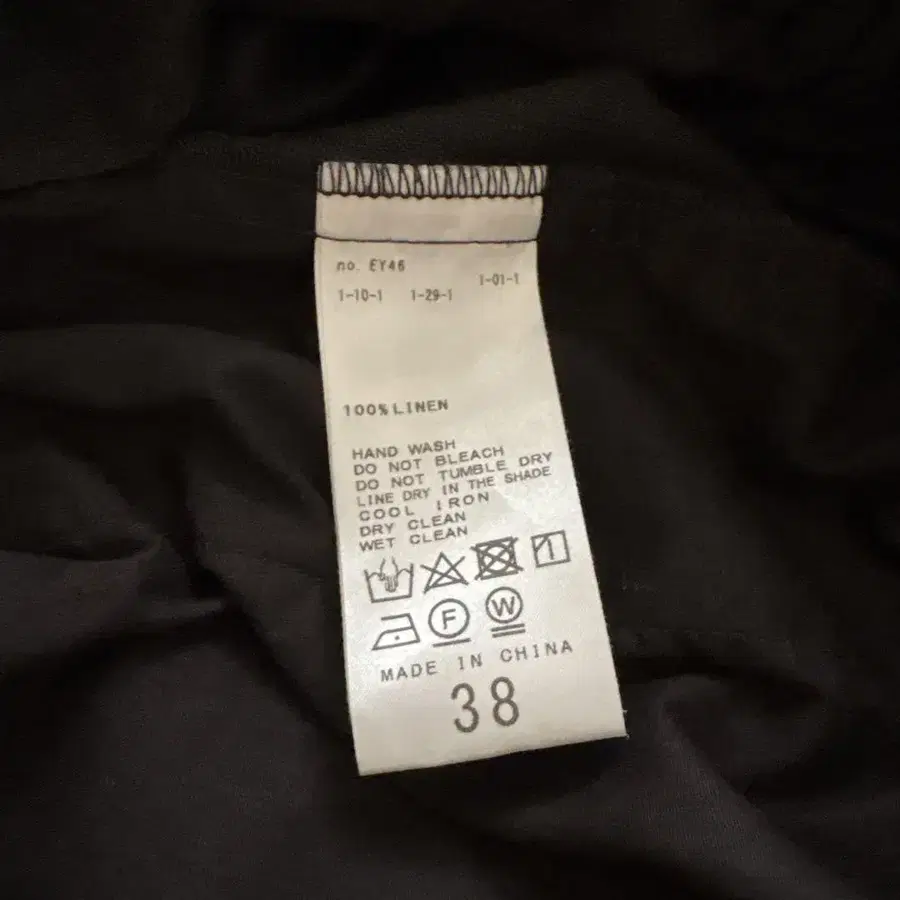 no. EY46
1-10-1 1-29-1 1-01-1
100% LINEN
HAND WASH
DO NOT BLEACH
DO NOT TUMBLE DRY
LINE DRY IN THE SHADE
COOL IRON
DRY CLEAN
WET CLEAN
F W
MADE IN CHINA
38